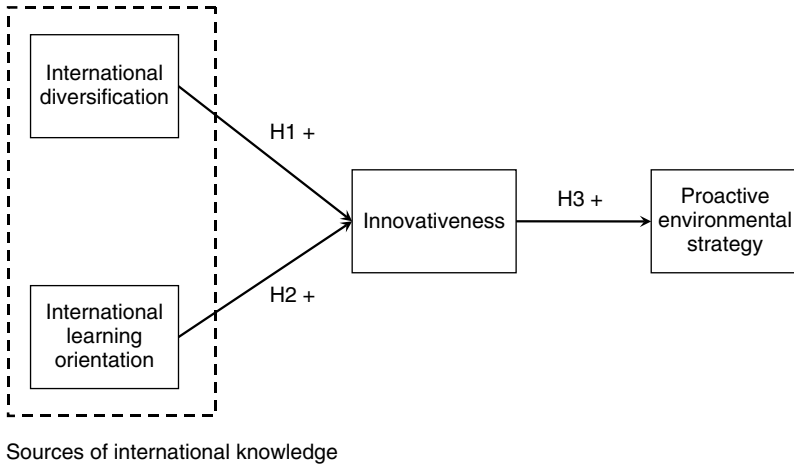 International
diversification
H1 +
Innovativeness
H3 +
Proactive
environmental
strategy
H2 +
International
learning
orientation
Sources of international knowledge